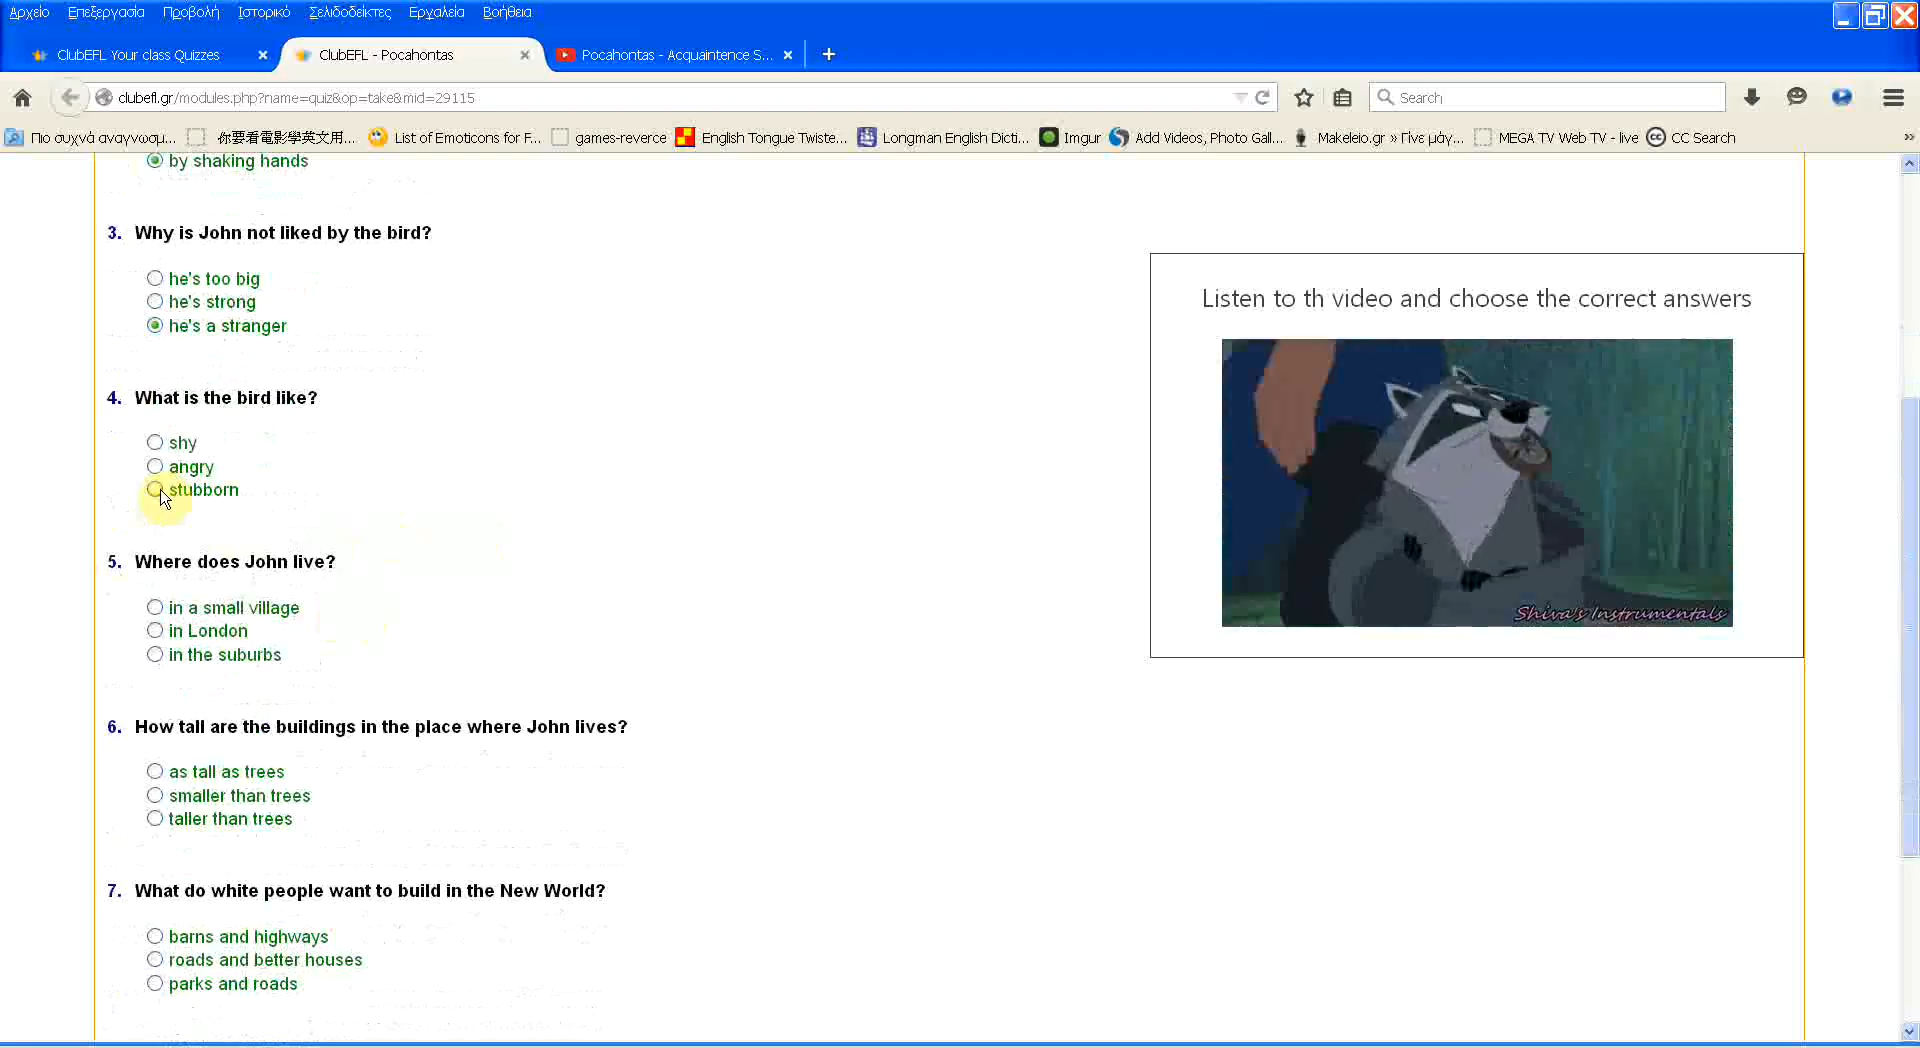 Αρχείο Επεξεργασία Προβολή Ιστορικό Σελιδοδείκτες Εργαλεία Βοήθεια
ClubEFL Your class Quizzes
ClubEFL - Pocahontas
Pocahontas - Acquaintence S...
clubefl.gr/modules.php?name=quiz&op=take&mid=29115
Search
Πιο συχνά αναγνωσμ... 你要看電影學英文用... List of Emoticons for F... games-reverce English Tongue Twiste... Longman English Dicti... Imgur Add Videos, Photo Gall... Makeleio.gr » Γίνε μάγ... MEGA TV Web TV - live CC Search
by shaking hands
3. Why is John not liked by the bird?
he's too big
he's strong
he's a stranger
4. What is the bird like?
shy
angry
stubborn
5. Where does John live?
in a small village
in London
in the suburbs
6. How tall are the buildings in the place where John lives?
as tall as trees
smaller than trees
taller than trees
7. What do white people want to build in the New World?
barns and highways
roads and better houses
parks and roads
Listen to th video and choose the correct answers
Shiva's Instrumentals